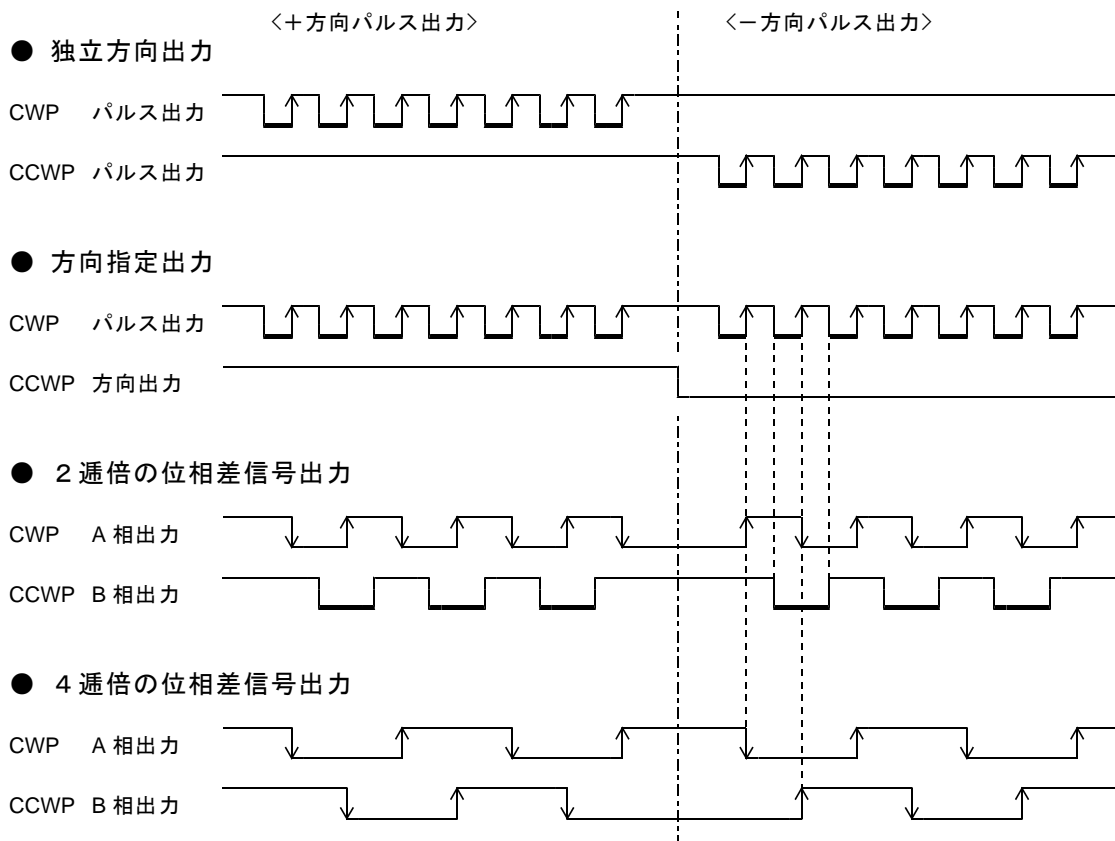 〈＋方向パルス出力〉 〈－方向パルス出力〉
● 独立方向出力
CWP パルス出力
CCWP パルス出力
● 方向指定出力
CWP パルス出力
CCWP 方向出力
● ２逓倍の位相差信号出力
CWP A 相出力
CCWP B 相出力
● ４逓倍の位相差信号出力
CWP A 相出力
CCWP B 相出力